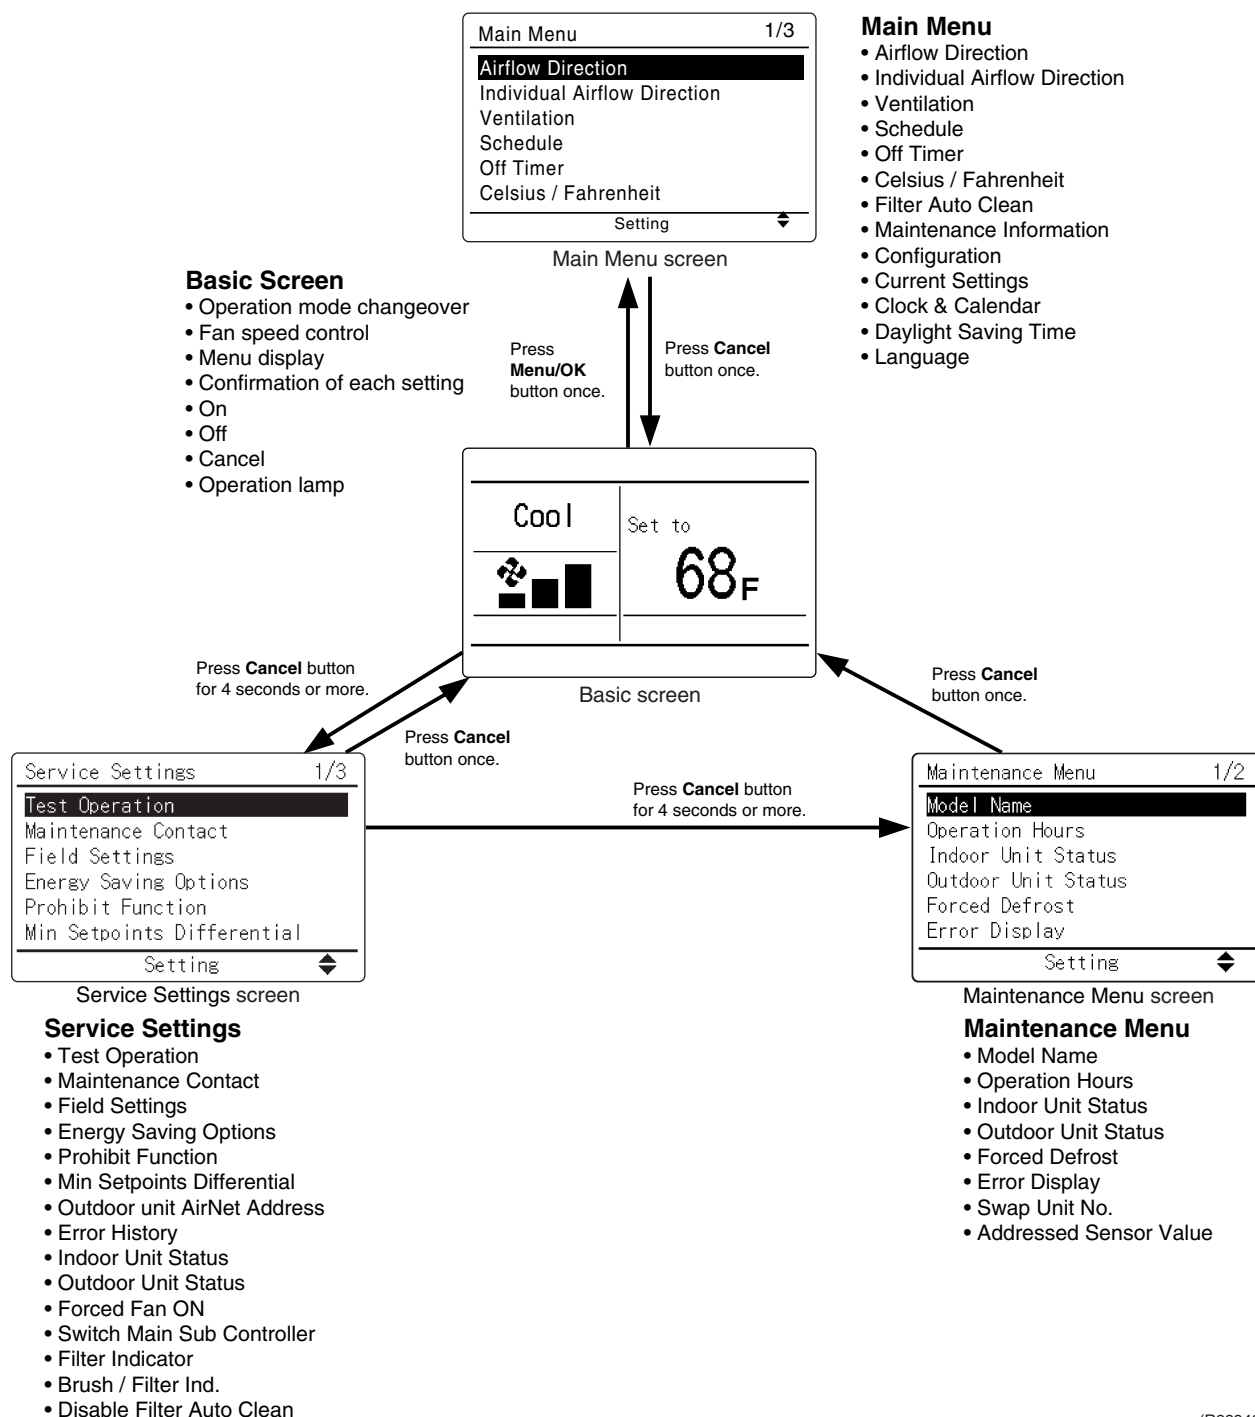 Main Menu 1/3
Airflow Direction
Individual Airflow Direction
Ventilation
Schedule
Off Timer
Celsius / Fahrenheit
Setting
Main Menu screen
Main Menu
• Airflow Direction
• Individual Airflow Direction
• Ventilation
• Schedule
• Off Timer
• Celsius / Fahrenheit
• Filter Auto Clean
• Maintenance Information
• Configuration
• Current Settings
• Clock & Calendar
• Daylight Saving Time
• Language
Basic Screen
• Operation mode changeover
• Fan speed control
• Menu display
• Confirmation of each setting
• On
• Off
• Cancel
• Operation lamp
Press
Menu/OK
button once.
Press Cancel
button once.
Cool
Set to
68F
Basic screen
Press Cancel button
for 4 seconds or more.
Press Cancel
button once.
Press Cancel
button once.
Press Cancel button
for 4 seconds or more.
Service Settings 1/3
Test Operation
Maintenance Contact
Field Settings
Energy Saving Options
Prohibit Function
Min Setpoints Differential
Setting
Service Settings screen
Service Settings
• Test Operation
• Maintenance Contact
• Field Settings
• Energy Saving Options
• Prohibit Function
• Min Setpoints Differential
• Outdoor unit AirNet Address
• Error History
• Indoor Unit Status
• Outdoor Unit Status
• Forced Fan ON
• Switch Main Sub Controller
• Filter Indicator
• Brush / Filter Ind.
• Disable Filter Auto Clean
Maintenance Menu 1/2
Model Name
Operation Hours
Indoor Unit Status
Outdoor Unit Status
Forced Defrost
Error Display
Setting
Maintenance Menu screen
Maintenance Menu
• Model Name
• Operation Hours
• Indoor Unit Status
• Outdoor Unit Status
• Forced Defrost
• Error Display
• Swap Unit No.
• Addressed Sensor Value